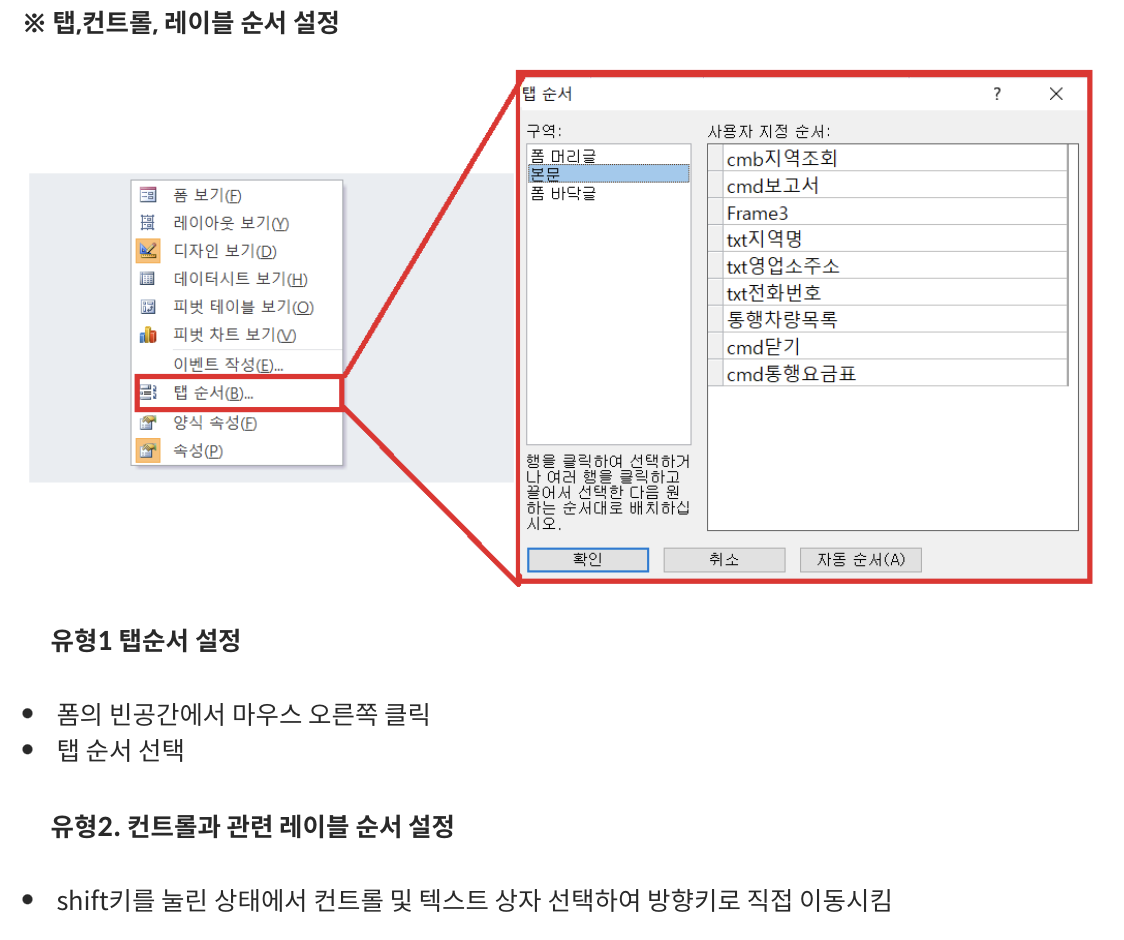 ※ 탭,컨트롤, 레이블 순서 설정
탭 순서
?
구역:
사용자 지정 순서:
폼 머리글
본문
폼 바닥글
cmb지역조회
cmd보고서
Frame3
txt지역명
txt영업소주소
txt전화번호
통행차량목록
cmd닫기
cmd통행요금표
행을 클릭하여 선택하거
나 여러 행을 클릭하고
끌어서 선택한 다음 원
하는 순서대로 배치하십
시오.
확인
취소
자동 순서(A)
폼 보기(F)
레이아웃 보기(Y)
디자인 보기(D)
데이터시트 보기(H)
피벗 테이블 보기(O)
피벗 차트 보기(V)
이벤트 작성(E)...
탭 순서(B)...
양식 속성(F)
속성(P)
유형1 탭순서 설정
• 폼의 빈공간에서 마우스 오른쪽 클릭
• 탭 순서 선택
유형2. 컨트롤과 관련 레이블 순서 설정
• shift키를 눌린 상태에서 컨트롤 및 텍스트 상자 선택하여 방향키로 직접 이동시킴